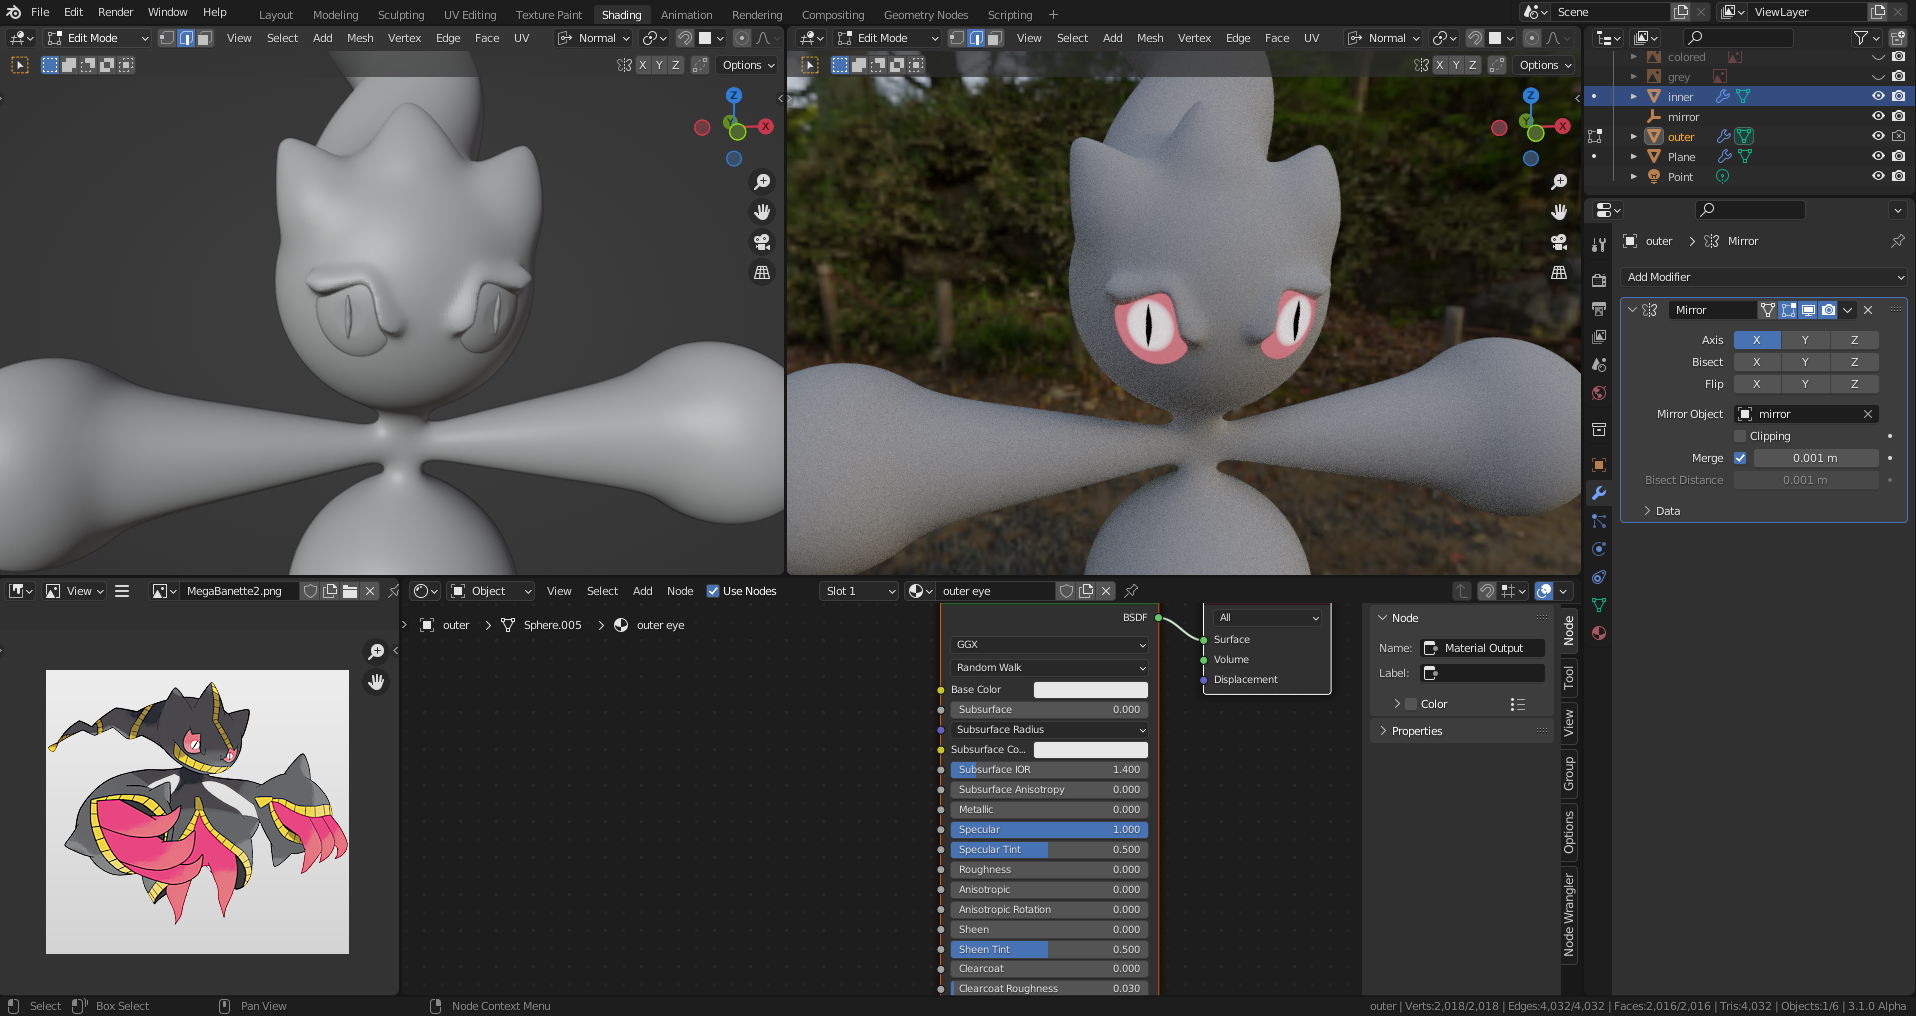 File Edit Render Window Help
Layout Modeling Sculpting UV Editing Texture Paint Shading Animation Rendering Compositing Geometry Nodes Scripting +
Scene
ViewLayer
Edit Mode View Select Add Mesh Vertex Edge Face UV Normal
Edit Mode View Select Add Mesh Vertex Edge Face UV Normal
X Y Z Options
X Y Z Options
Z
Y
X
Z
Y
X
colored
grey
inner
mirror
outer
Plane
Point
outer > Mirror
Add Modifier
Mirror
Axis X Y Z
Bisect X Y Z
Flip X Y Z
Mirror Object mirror
Clipping
Merge 0.001 m
Bisect Distance 0.001 m
Data
View MegaBanette2.png
Object View Select Add Node Use Nodes Slot 1 outer eye
outer > Sphere.005 > outer eye
BSDF
GGX
Random Walk
Base Color
Subsurface 0.000
Subsurface Radius
Subsurface Co...
Subsurface IOR 1.400
Subsurface Anisotropy 0.000
Metallic 0.000
Specular 1.000
Specular Tint 0.500
Roughness 0.000
Anisotropic 0.000
Anisotropic Rotation 0.000
Sheen 0.000
Sheen Tint 0.500
Clearcoat 0.000
Clearcoat Roughness 0.030
All
Surface
Volume
Displacement
Node
Name: Material Output
Label:
Color
Properties
Node
Tool
View
Group
Options
Node Wrangler
Select Box Select Pan View Node Context Menu
outer | Verts:2,018/2,018 | Edges:4,032/4,032 | Faces:2,016/2,016 | Tris:4,032 | Objects:1/6 | 3.1.0 Alpha